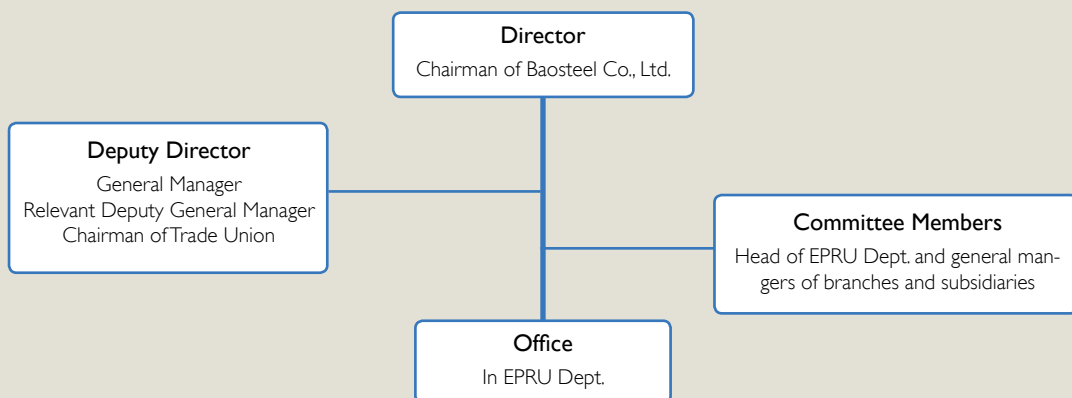 Director
Chairman of Baosteel Co., Ltd.
Deputy Director
General Manager
Relevant Deputy General Manager
Chairman of Trade Union
Committee Members
Head of EPRU Dept. and general man-
gers of branches and subsidiaries
Office
In EPRU Dept.